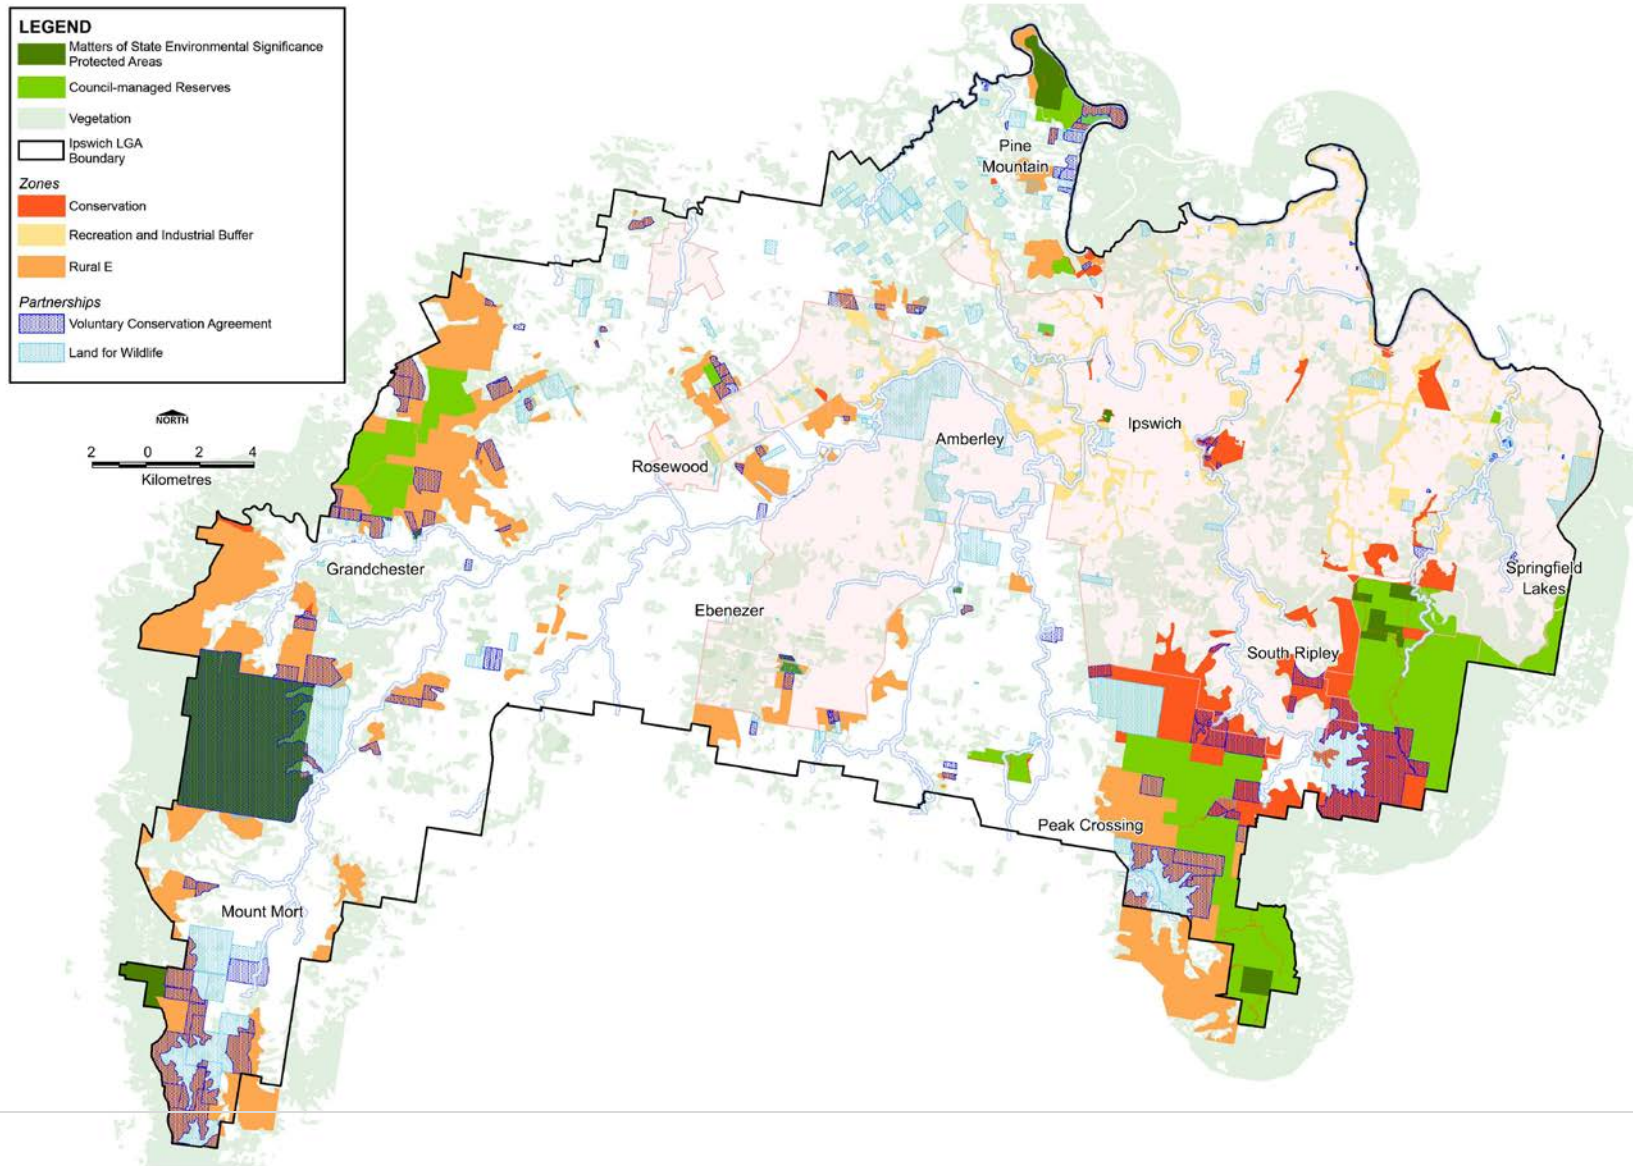 LEGEND
Matters of State Environmental Significance
Protected Areas
Council-managed Reserves
Vegetation
Ipswich LGA
Boundary
Zones
Conservation
Recreation and Industrial Buffer
Rural E
Partnerships
Voluntary Conservation Agreement
Land for Wildlife
NORTH
2 0 2 4
Kilometres
Pine
Mountain
Ipswich
Amberley
Rosewood
Grandchester
Springfield
Lakes
Ebenezer
South Ripley
Peak Crossing
Mount Mort